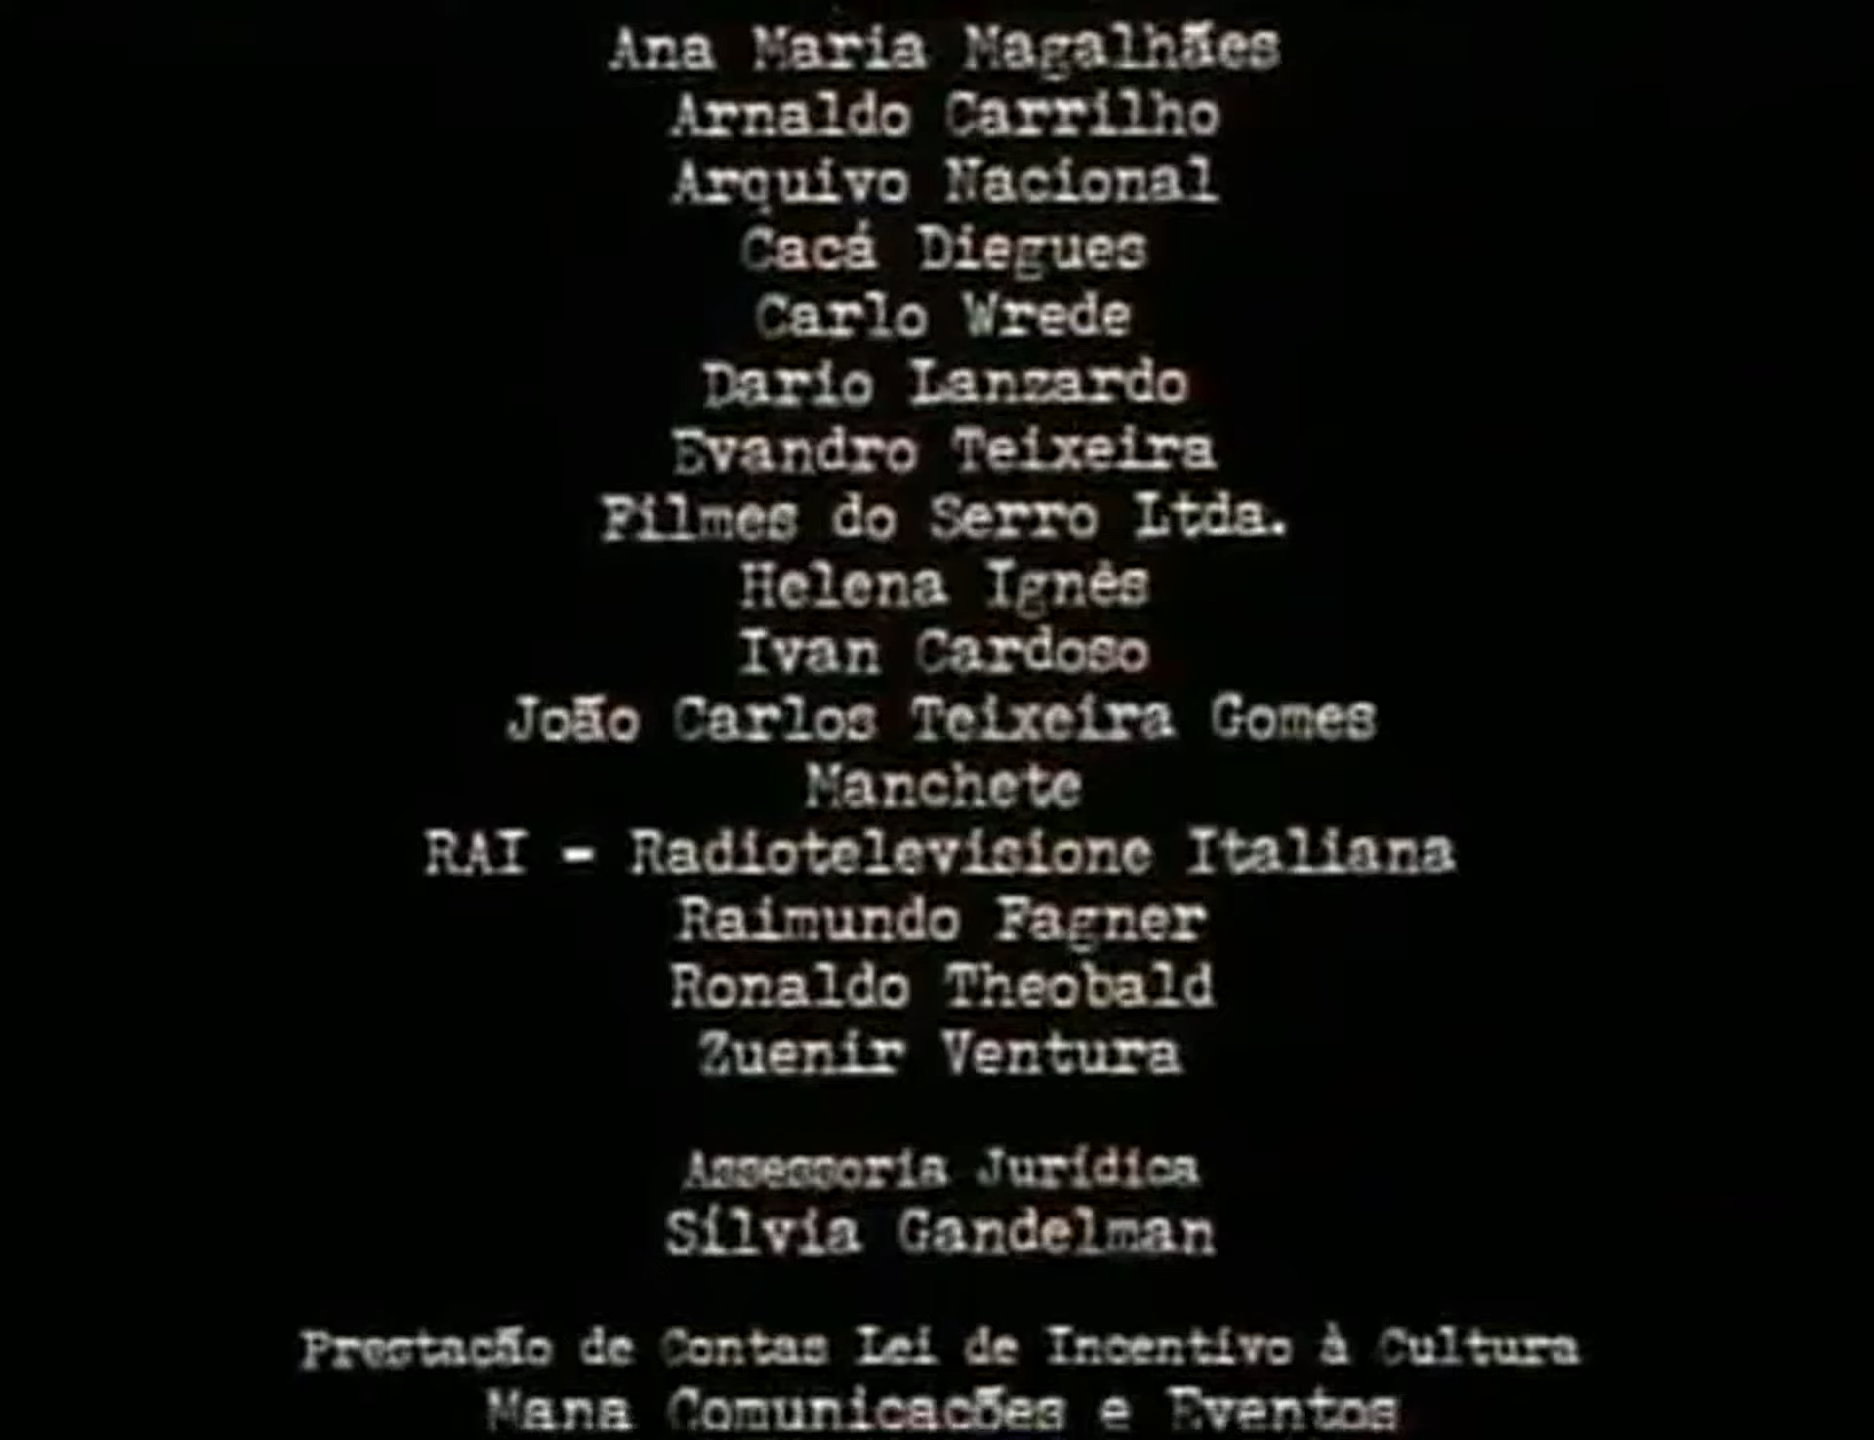 Ana Maria Magalhães
Arnaldo Carrilho
Arquivo Nacional
Cacá Diegues
Carlo Wrede
Dario Lanzardo
Evandro Teixeira
Filmes do Serro Ltda.
Helena Ignês
Ivan Cardoso
João Carlos Teixeira Gomes
Manchete
RAI - Radiotelevisione Italiana
Raimundo Fagner
Ronaldo Theobald
Zuenir Ventura
Assessoria Jurídica
Sílvia Gandelman
Prestação de Contas Lei de Incentivo à Cultura
Mana Comunicações e Eventos